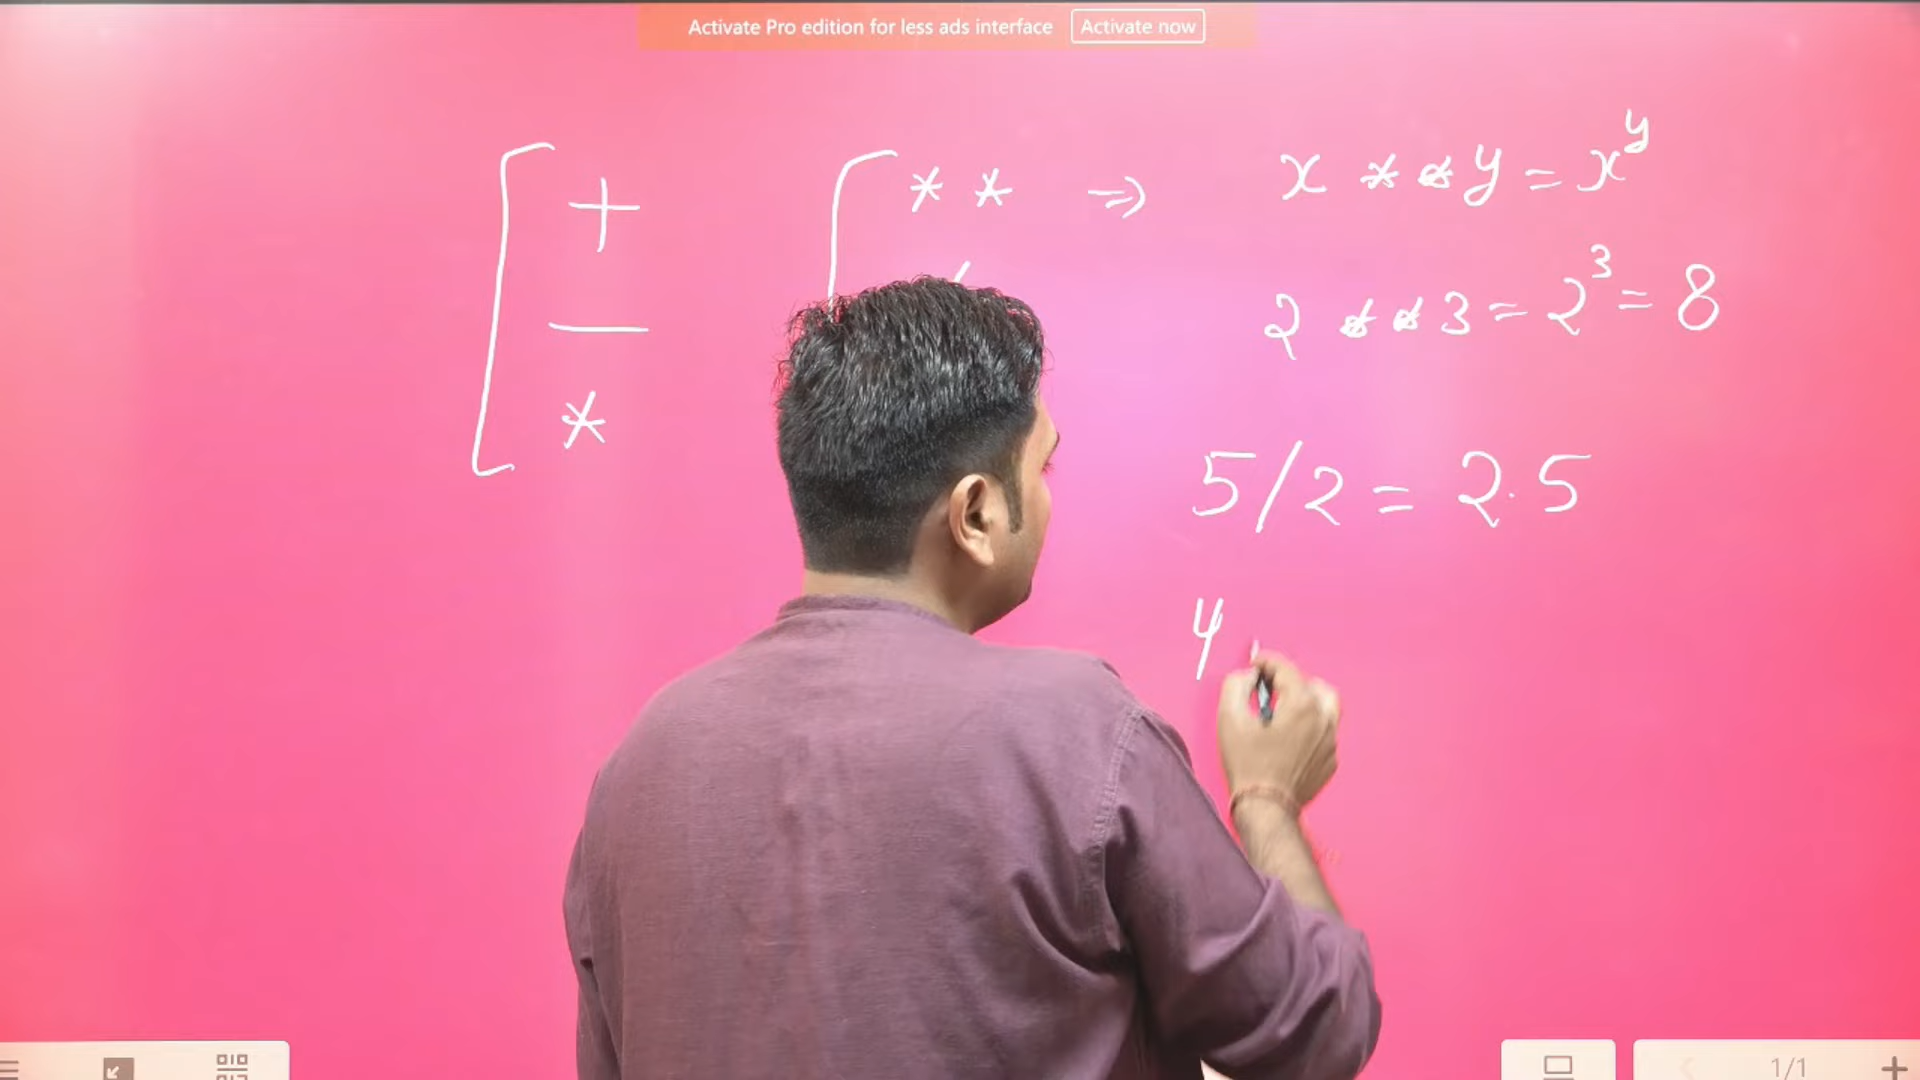 Activate Pro edition for less ads interface Activate now
+
—
*
* * ⇒ x * * y = x^y
/
2 * * 3 = 2^3 = 8
5/2 = 2.5
4
1/1